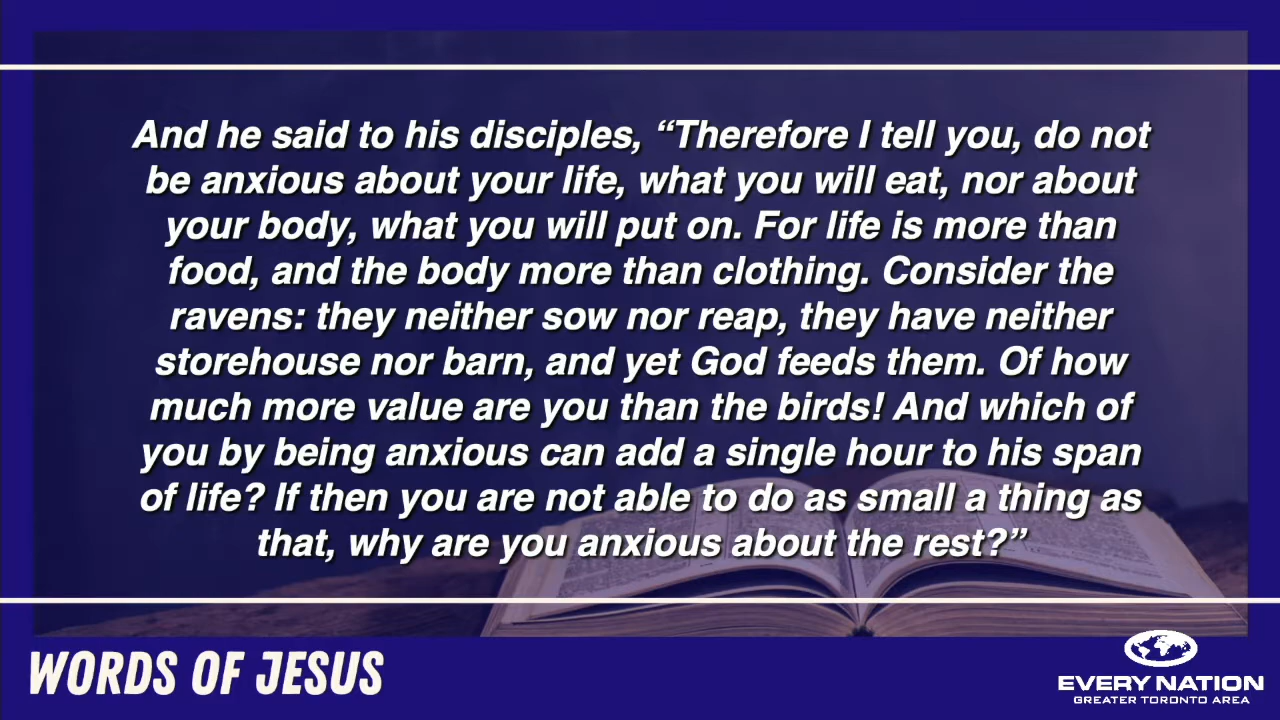 And he said to his disciples, “Therefore I tell you, do not
be anxious about your life, what you will eat, nor about
your body, what you will put on. For life is more than
food, and the body more than clothing. Consider the
ravens: they neither sow nor reap, they have neither
storehouse nor barn, and yet God feeds them. Of how
much more value are you than the birds! And which of
you by being anxious can add a single hour to his span
of life? If then you are not able to do as small a thing as
that, why are you anxious about the rest?”
WORDS OF JESUS
EVERY NATION
GREATER TORONTO AREA